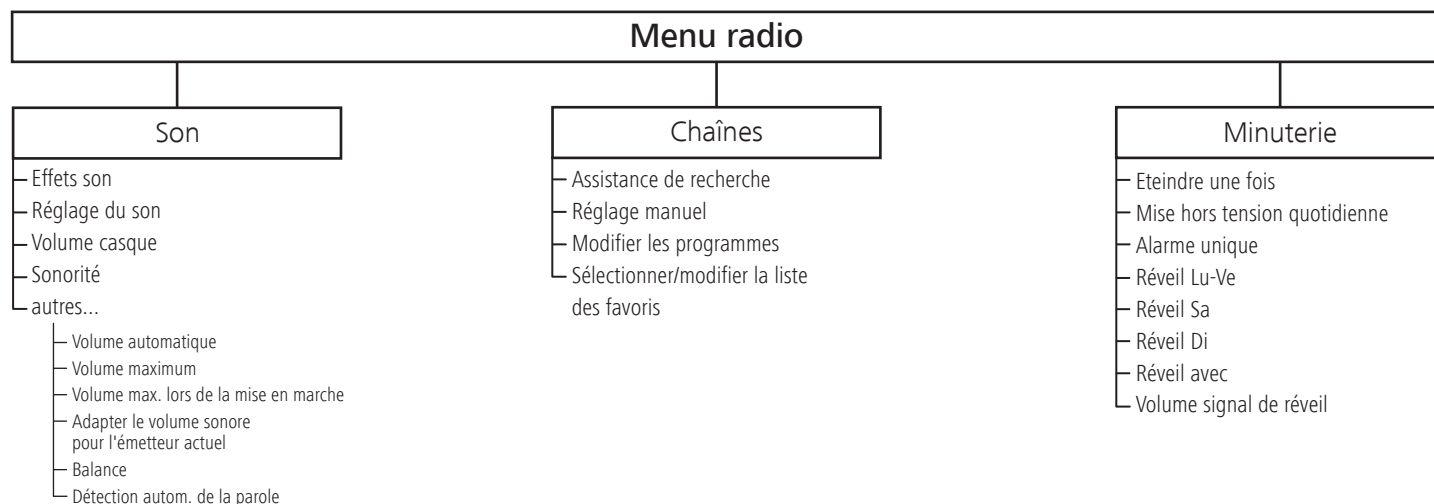 Menu radio
Son
Effets son
Réglage du son
Volume casque
Sonorité
autres...
Volume automatique
Volume maximum
Volume max. lors de la mise en marche
Adapter le volume sonore
pour l'émetteur actuel
Balance
Détection autom. de la parole
Chaînes
Assistance de recherche
Réglage manuel
Modifier les programmes
Sélectionner/modifier la liste
des favoris
Minuterie
Eteindre une fois
Mise hors tension quotidienne
Alarme unique
Réveil Lu-Ve
Réveil Sa
Réveil Di
Réveil avec
Volume signal de réveil